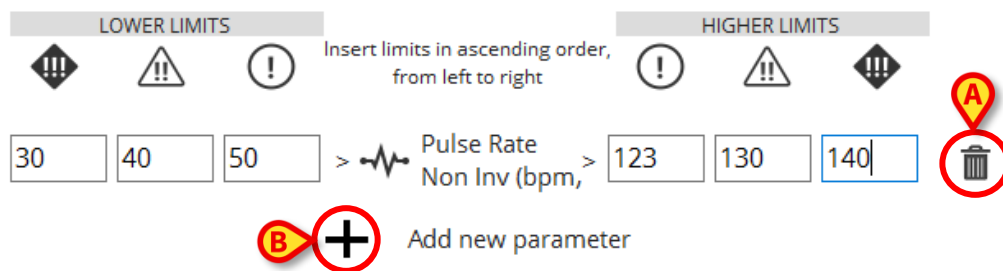 LOWER LIMITS
HIGHER LIMITS
!!!
!!
!
Insert limits in ascending order,
from left to right
!
!!
!!!
A
30 40 50 > Pulse Rate > 123 130 140
Non Inv (bpm,
B
+ Add new parameter